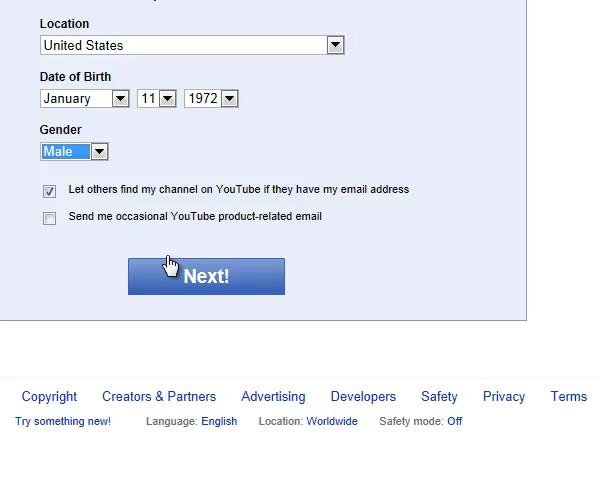 Location
United States
Date of Birth
January 11 1972
Gender
Male
Let others find my channel on YouTube if they have my email address
Send me occasional YouTube product-related email
Next!
Copyright Creators & Partners Advertising Developers Safety Privacy Terms
Try something new! Language: English Location: Worldwide Safety mode: Off